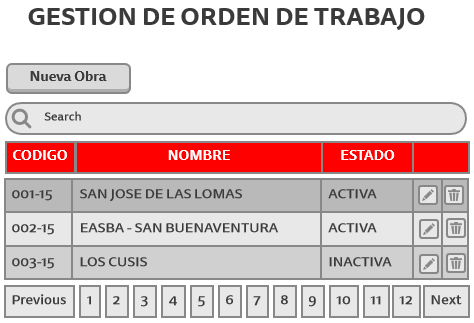 GESTION DE ORDEN DE TRABAJO
Nueva Obra
Search
CODIGO NOMBRE ESTADO
001-15 SAN JOSE DE LAS LOMAS ACTIVA
002-15 EASBA - SAN BUENAVENTURA ACTIVA
003-15 LOS CUSIS INACTIVA
Previous 1 2 3 4 5 6 7 8 9 10 11 12 Next